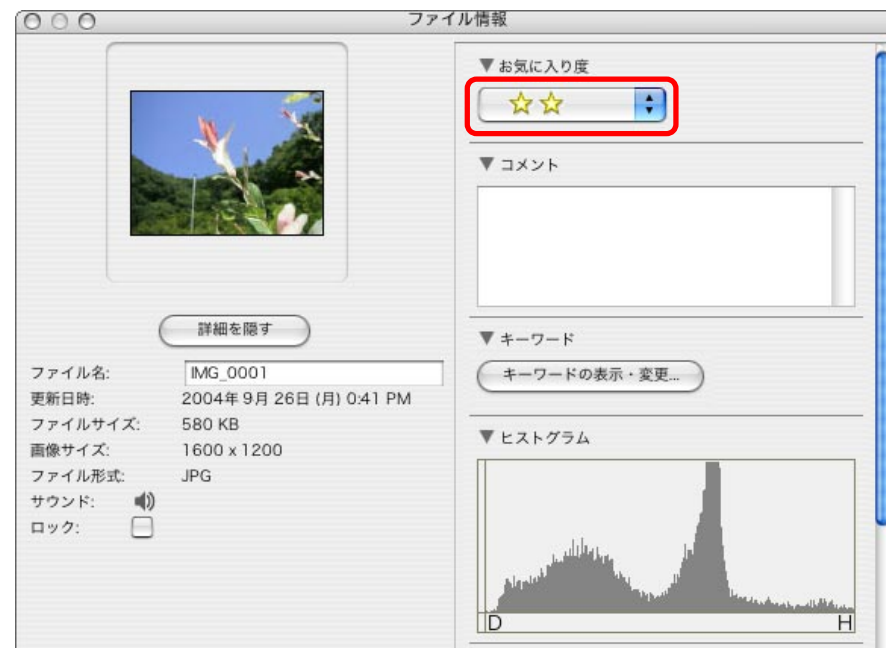 ファイル情報
詳細を隠す
ファイル名: IMG_0001
更新日時: 2004年 9月 26日 (月) 0:41 PM
ファイルサイズ: 580 KB
画像サイズ: 1600 x 1200
ファイル形式: JPG
サウンド:
ロック:
▼お気に入り度
▼ コメント
▼ キーワード
キーワードの表示・変更...
▼ ヒストグラム
D H